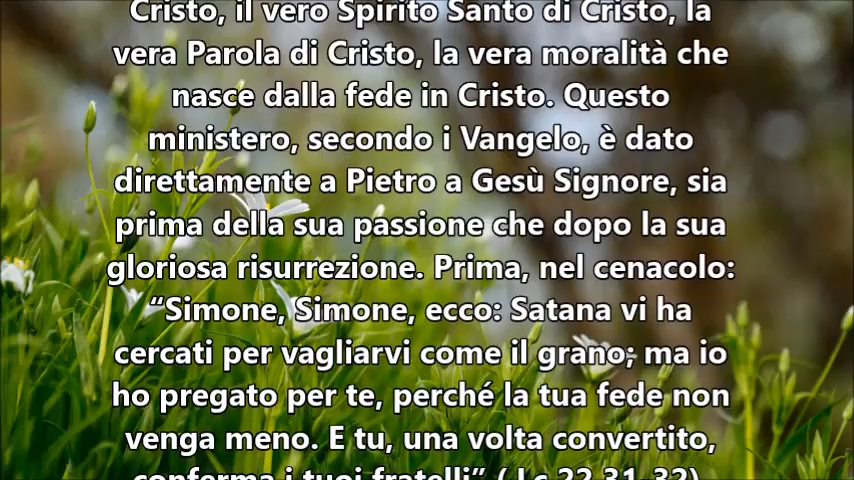 Cristo, il vero Spirito Santo di Cristo, la
vera Parola di Cristo, la vera moralità che
nasce dalla fede in Cristo. Questo
ministero, secondo i Vangelo, è dato
direttamente a Pietro a Gesù Signore, sia
prima della sua passione che dopo la sua
gloriosa risurrezione. Prima, nel cenacolo:
“Simone, Simone, ecco: Satana vi ha
cercati per vagliarvi come il grano; ma io
ho pregato per te, perché la tua fede non
venga meno. E tu, una volta convertito,
conferma i tuoi fratelli” ( Lc 22,31-32)